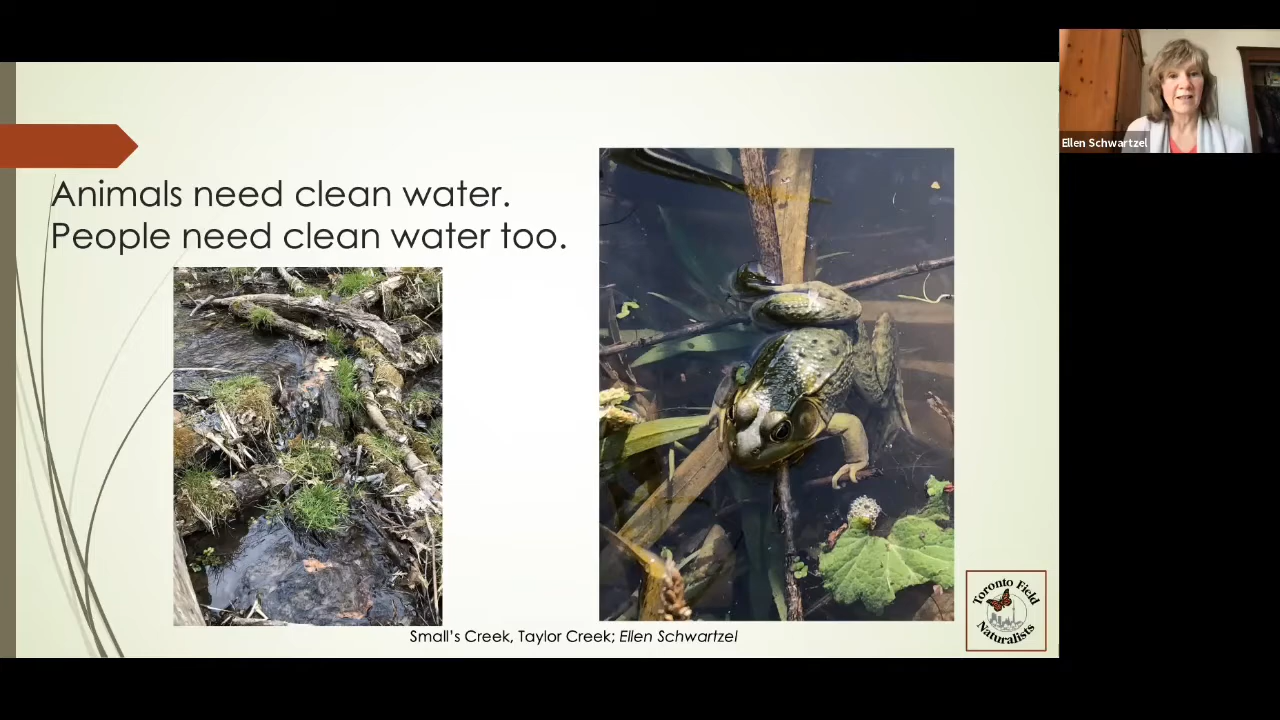 Animals need clean water.
People need clean water too.
Small's Creek, Taylor Creek; Ellen Schwartzel
Toronto Field
Naturalists
Ellen Schwartzel